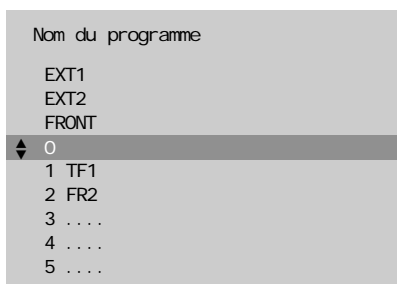 Nom du programme
EXT1
EXT2
FRONT
0
1 TF1
2 FR2
3 ....
4 ....
5 ....